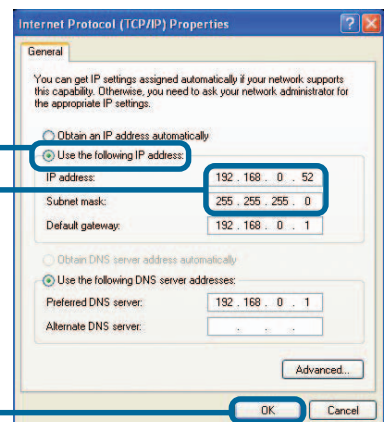 Internet Protocol (TCP/IP) Properties
General
You can get IP settings assigned automatically if your network supports
this capability. Otherwise, you need to ask your network administrator for
the appropriate IP settings.
Obtain an IP address automatically
Use the following IP address:
IP address: 192 . 168 . 0 . 52
Subnet mask: 255 . 255 . 255 . 0
Default gateway: 192 . 168 . 0 . 1
Obtain DNS server address automatically
Use the following DNS server addresses:
Preferred DNS server: 192 . 168 . 0 . 1
Alternate DNS server: . . .
Advanced...
OK Cancel